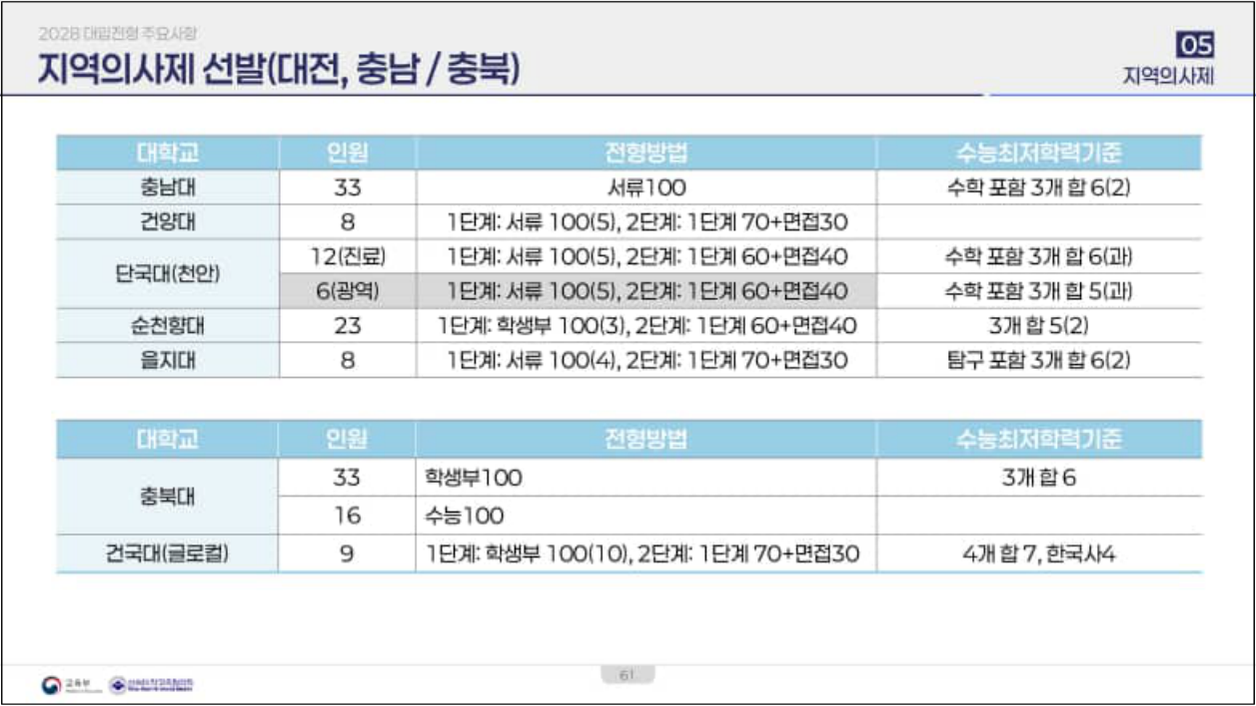 2028 대입전형 주요사항
지역의사제 선발(대전, 충남 / 충북)
05
지역의사제
대학교 인원 전형방법 수능최저학력기준
충남대 33 서류100 수학 포함 3개 합 6(2)
건양대 8 1단계: 서류 100(5), 2단계: 1단계 70+면접30
단국대(천안) 12(진료) 1단계: 서류 100(5), 2단계: 1단계 60+면접40 수학 포함 3개 합 6(과)
6(광역) 1단계: 서류 100(5), 2단계: 1단계 60+면접40 수학 포함 3개 합 5(과)
순천향대 23 1단계: 학생부 100(3), 2단계: 1단계 60+면접40 3개 합 5(2)
을지대 8 1단계: 서류 100(4), 2단계: 1단계 70+면접30 탐구 포함 3개 합 6(2)
대학교 인원 전형방법 수능최저학력기준
충북대 33 학생부100 3개 합 6
16 수능100
건국대(글로컬) 9 1단계: 학생부 100(10), 2단계: 1단계 70+면접30 4개 합 7, 한국사4
61
교육부